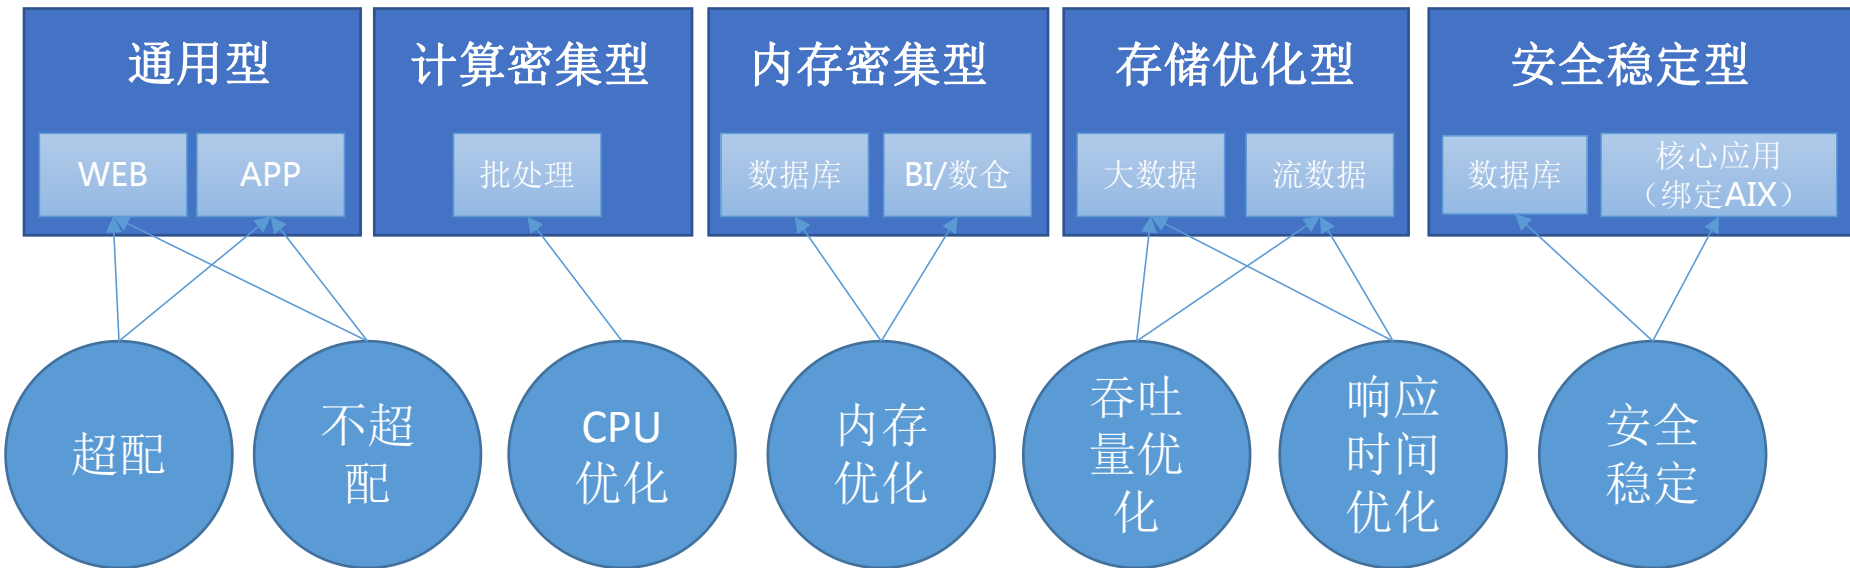 通用型
计算密集型
内存密集型
存储优化型
安全稳定型
WEB
APP
批处理
数据库
BI/数仓
大数据
流数据
数据库
核心应用
（绑定AIX）
超配
不超
配
CPU
优化
内存
优化
吞吐
量优
化
响应
时间
优化
安全
稳定